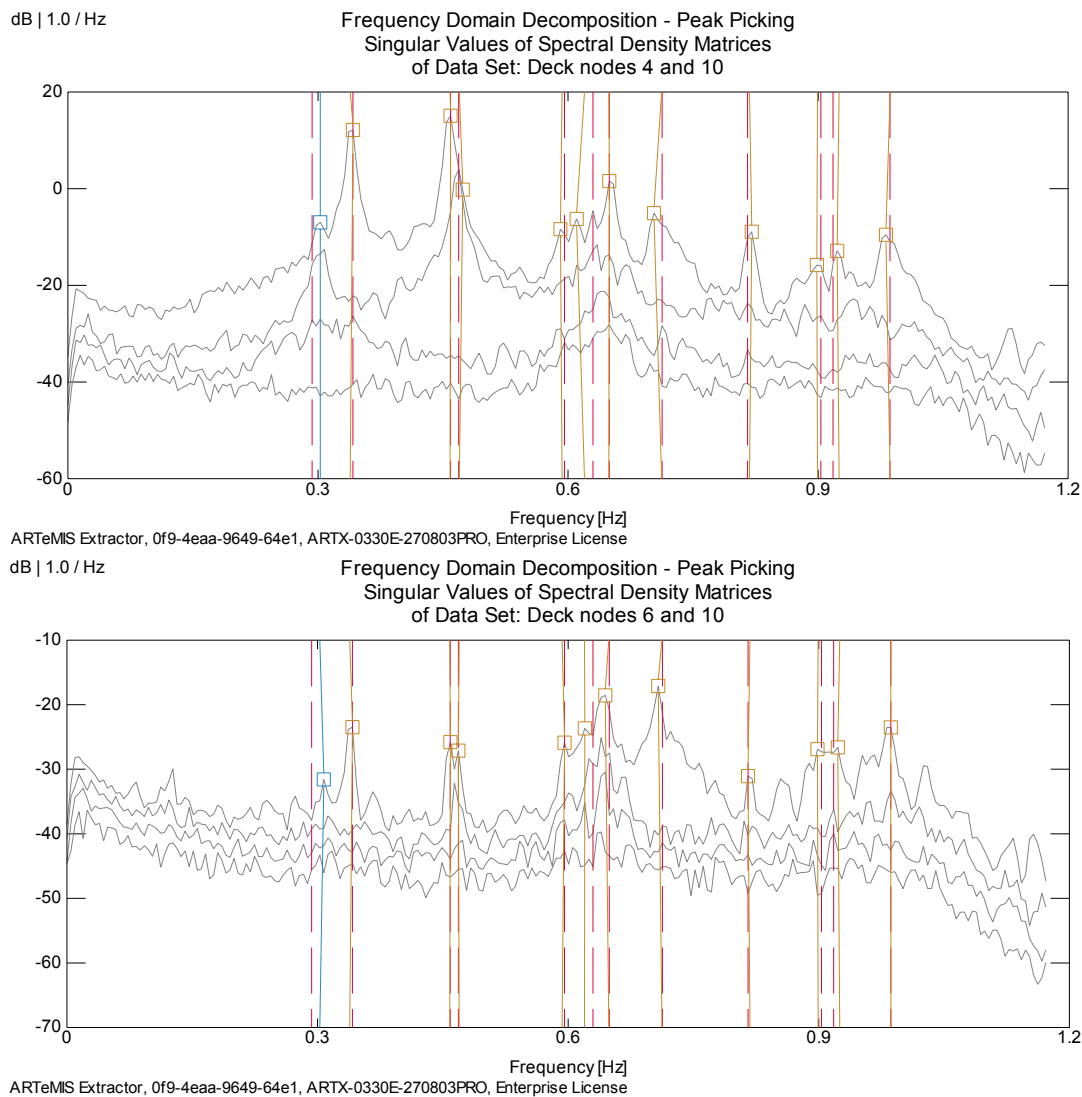 dB | 1.0 / Hz
Frequency Domain Decomposition - Peak Picking
Singular Values of Spectral Density Matrices
of Data Set: Deck nodes 4 and 10
20
0
-20
-40
-60
0
0.3
0.6
0.9
1.2
Frequency [Hz]
ARTeMIS Extractor, 0f9-4eaa-9649-64e1, ARTX-0330E-270803PRO, Enterprise License
dB | 1.0 / Hz
Frequency Domain Decomposition - Peak Picking
Singular Values of Spectral Density Matrices
of Data Set: Deck nodes 6 and 10
-10
-20
-30
-40
-50
-60
-70
0
0.3
0.6
0.9
1.2
Frequency [Hz]
ARTeMIS Extractor, 0f9-4eaa-9649-64e1, ARTX-0330E-270803PRO, Enterprise License